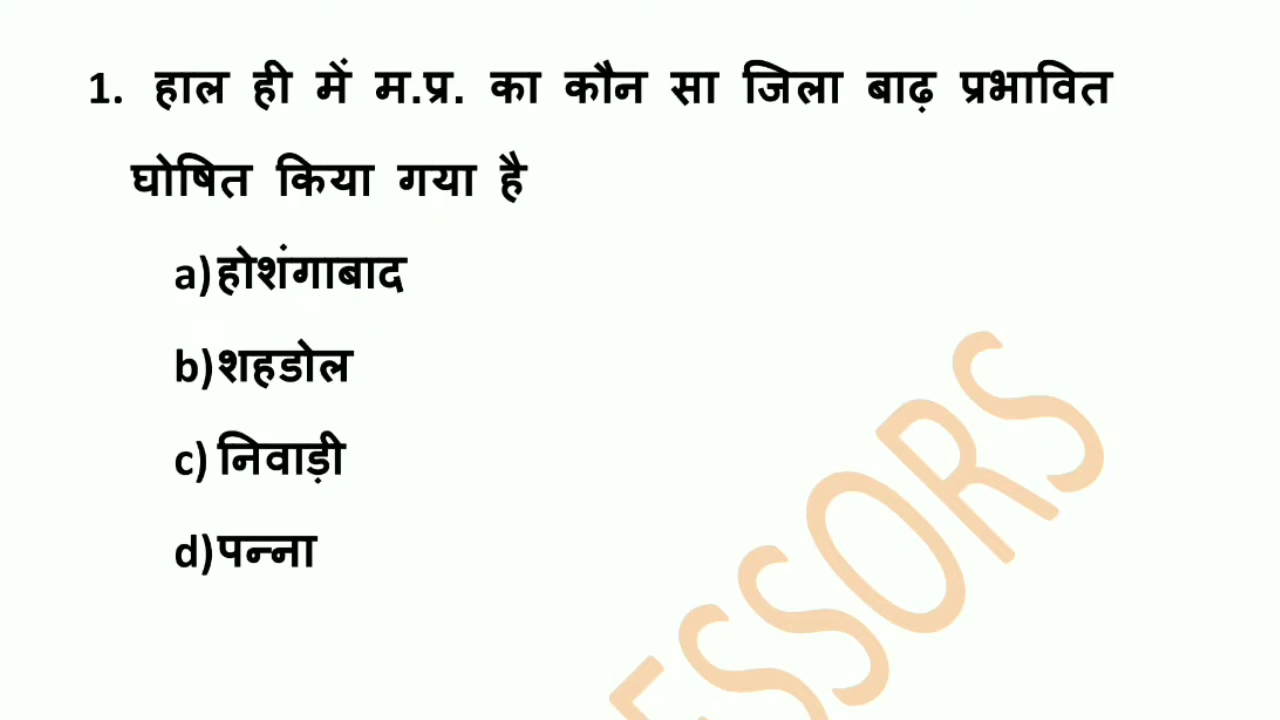 1. हाल ही में म.प्र. का कौन सा जिला बाढ़ प्रभावित
घोषित किया गया है
a)होशंगाबाद
b)शहडोल
c) निवाड़ी
d)पन्ना
ESSORS